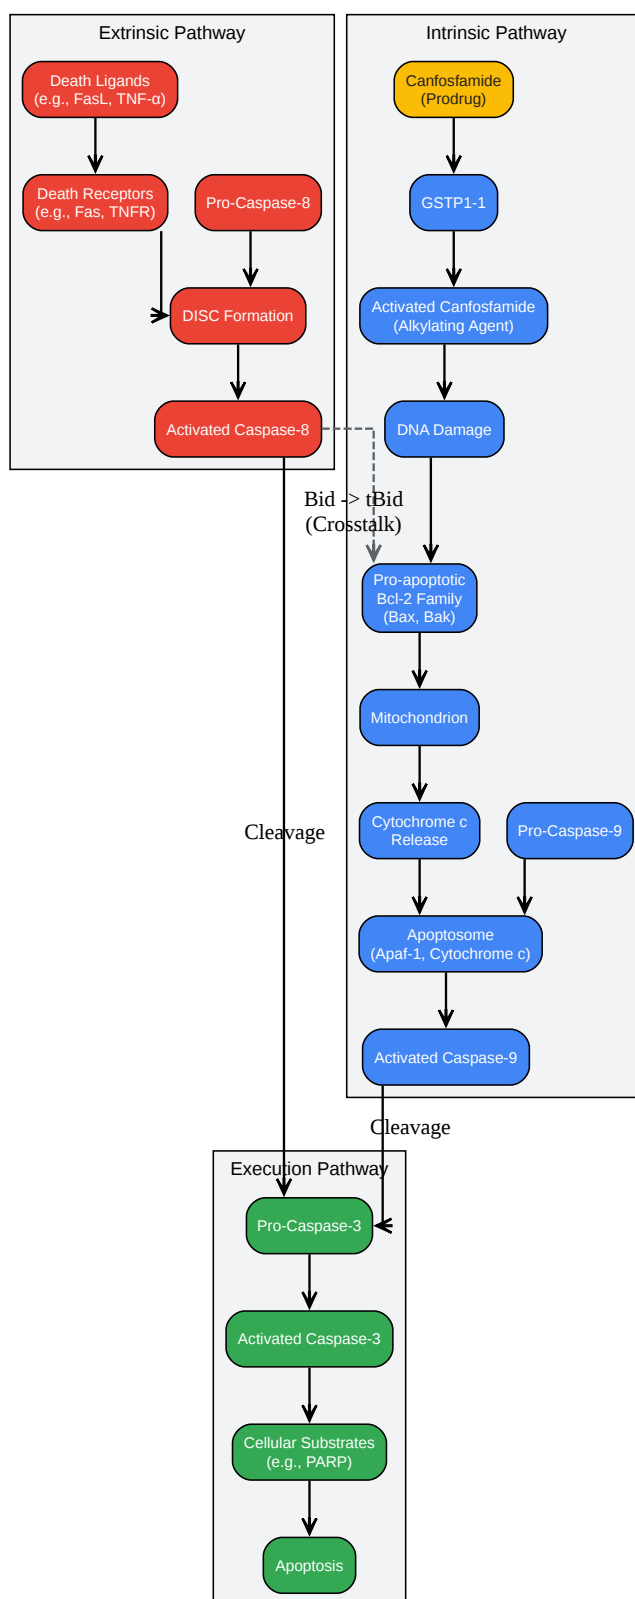 Extrinsic Pathway
Death Ligands
(e.g., FasL, TNF-α)
Death Receptors
(e.g., Fas, TNFR)
Pro-Caspase-8
DISC Formation
Activated Caspase-8
Intrinsic Pathway
Canfosfamide
(Prodrug)
GSTP1-1
Activated Canfosfamide
(Alkylating Agent)
DNA Damage
Bid -> tBid
(Crosstalk)
Pro-apoptotic
Bcl-2 Family
(Bax, Bak)
Mitochondrion
Cytochrome c
Release
Pro-Caspase-9
Apoptosome
(Apaf-1, Cytochrome c)
Activated Caspase-9
Cleavage
Cleavage
Execution Pathway
Pro-Caspase-3
Activated Caspase-3
Cellular Substrates
(e.g., PARP)
Apoptosis